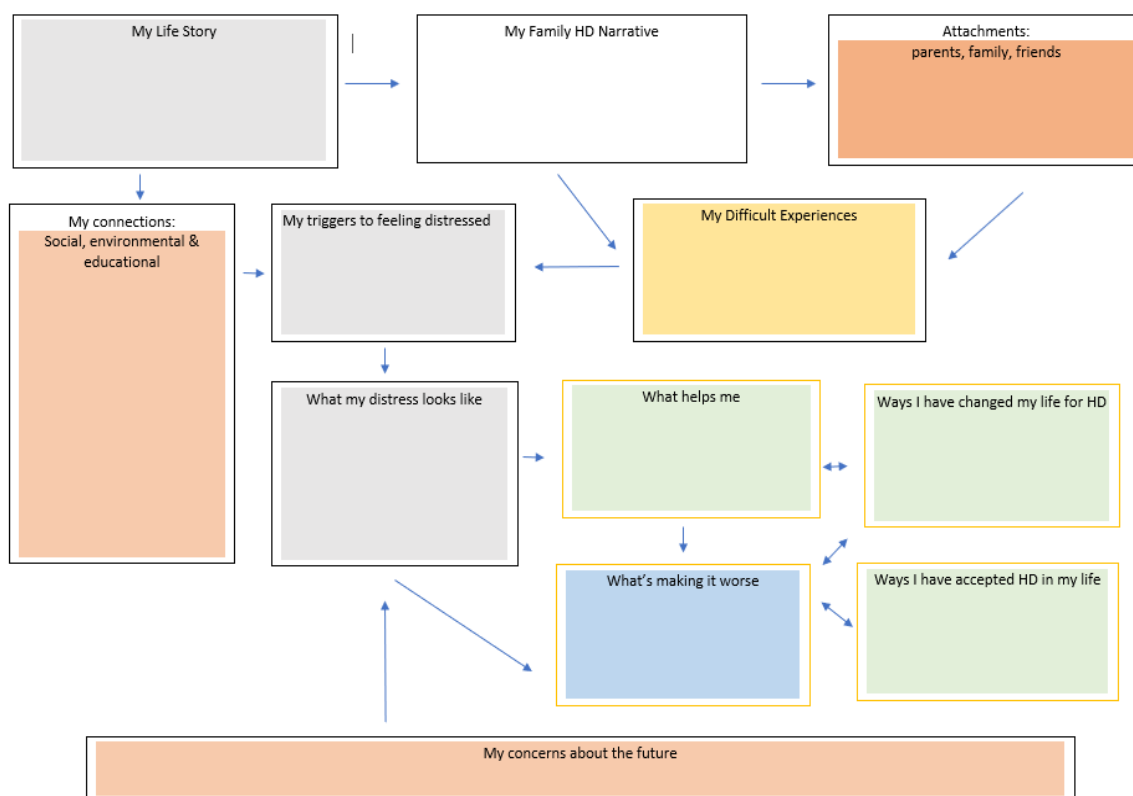 My Life Story
My Family HD Narrative
Attachments:
parents, family, friends
My connections:
Social, environmental &
educational
My triggers to feeling distressed
My Difficult Experiences
What my distress looks like
What helps me
Ways I have changed my life for HD
What's making it worse
Ways I have accepted HD in my life
My concerns about the future